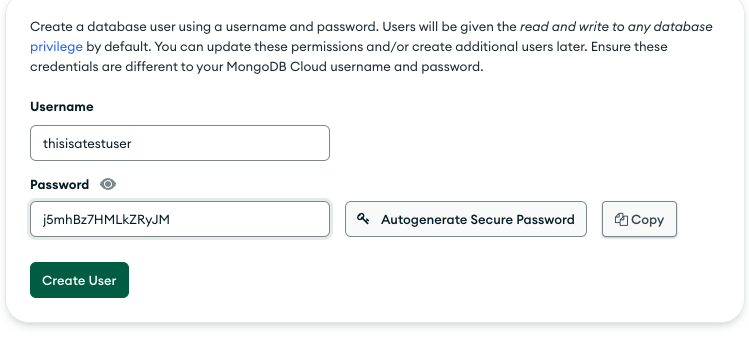 Create a database user using a username and password. Users will be given the read and write to any database
privilege by default. You can update these permissions and/or create additional users later. Ensure these
credentials are different to your MongoDB Cloud username and password.
Username
thisisatestuser
Password
j5mhBz7HMLkZRyJM
Autogenerate Secure Password
Copy
Create User